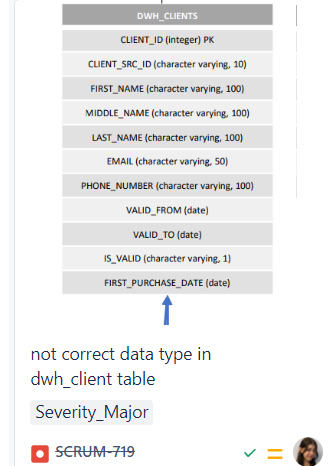 DWH_CLIENTS
CLIENT_ID (integer) PK
CLIENT_SRC_ID (character varying, 10)
FIRST_NAME (character varying, 100)
MIDDLE_NAME (character varying, 100)
LAST_NAME (character varying, 100)
EMAIL (character varying, 50)
PHONE_NUMBER (character varying, 100)
VALID_FROM (date)
VALID_TO (date)
IS_VALID (character varying, 1)
FIRST_PURCHASE_DATE (date)
not correct data type in
dwh_client table
Severity_Major
SCRUM-719